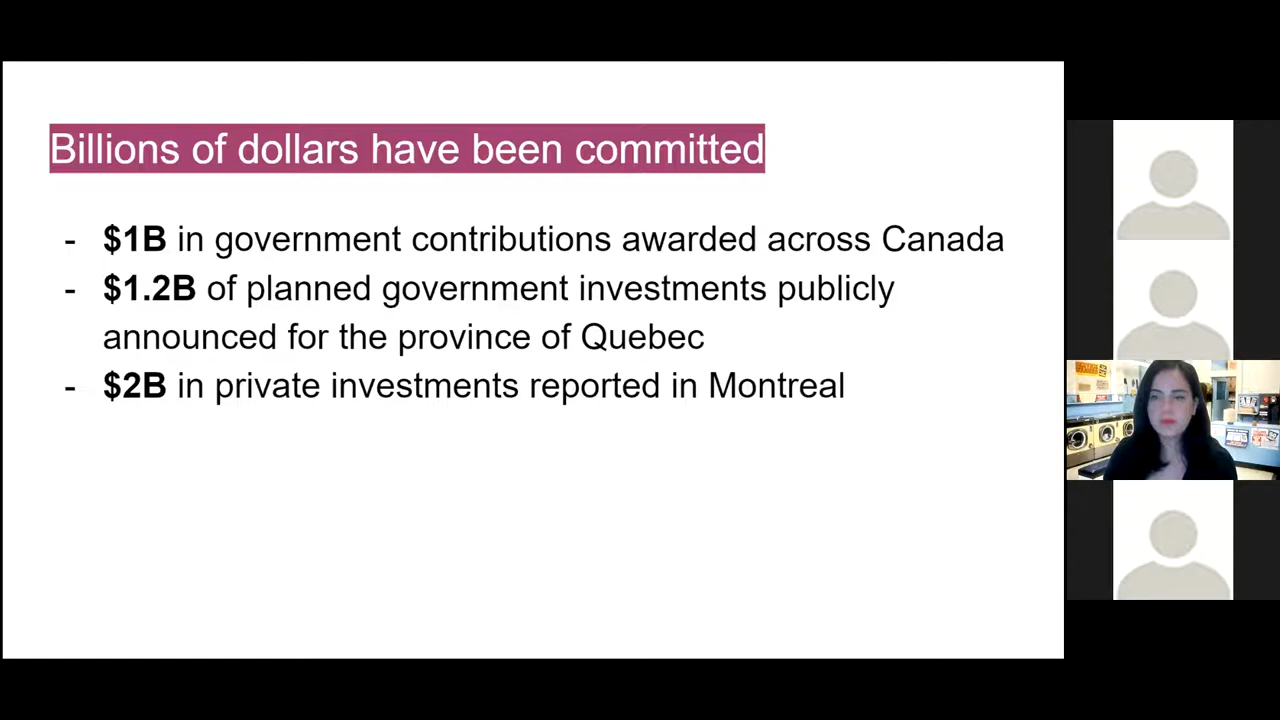 Billions of dollars have been committed
- $1B in government contributions awarded across Canada
- $1.2B of planned government investments publicly
announced for the province of Quebec
- $2B in private investments reported in Montreal